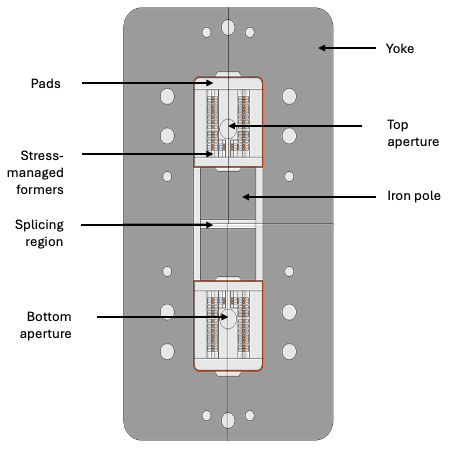 Yoke
Pads
Top
aperture
Stress-
managed
formers
Iron pole
Splicing
region
Bottom
aperture